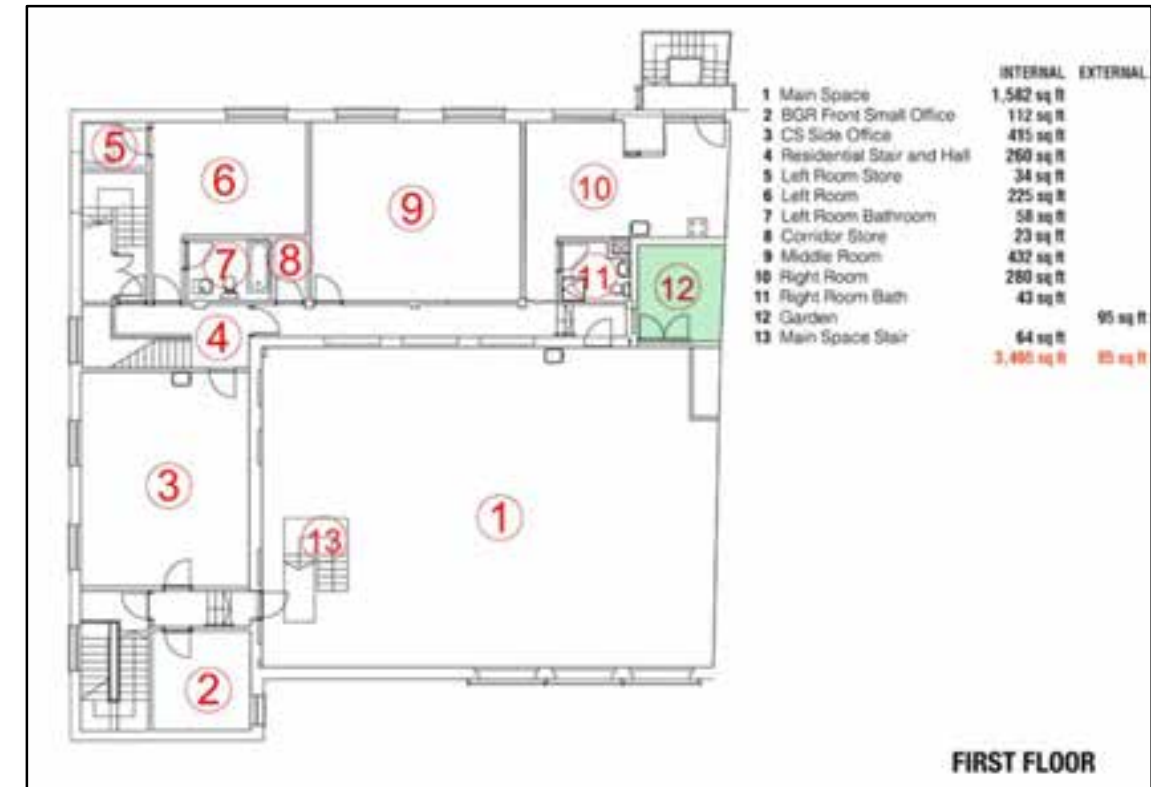 INTERNAL EXTERNAL
1 Main Space 1,582 sq ft
2 BGR Front Small Office 112 sq ft
3 CS Side Office sq ft
4 Residential Stair and Hall 260 sq ft
5 Left Room Store 34 sq ft
6 Left Room 225 sq ft
7 Left Room Bathroom 58 sq ft
8 Corridor Store 23 sq ft
9 Middle Room 432 sq ft
10 Right Room 280 sq ft
11 Right Room Bath 43 sq ft
12 Garden sq ft
13 Main Space Stair 64 sq ft
sq ft sq ft
5
6
9
10
7
8
11
12
4
3
1
13
2
FIRST FLOOR